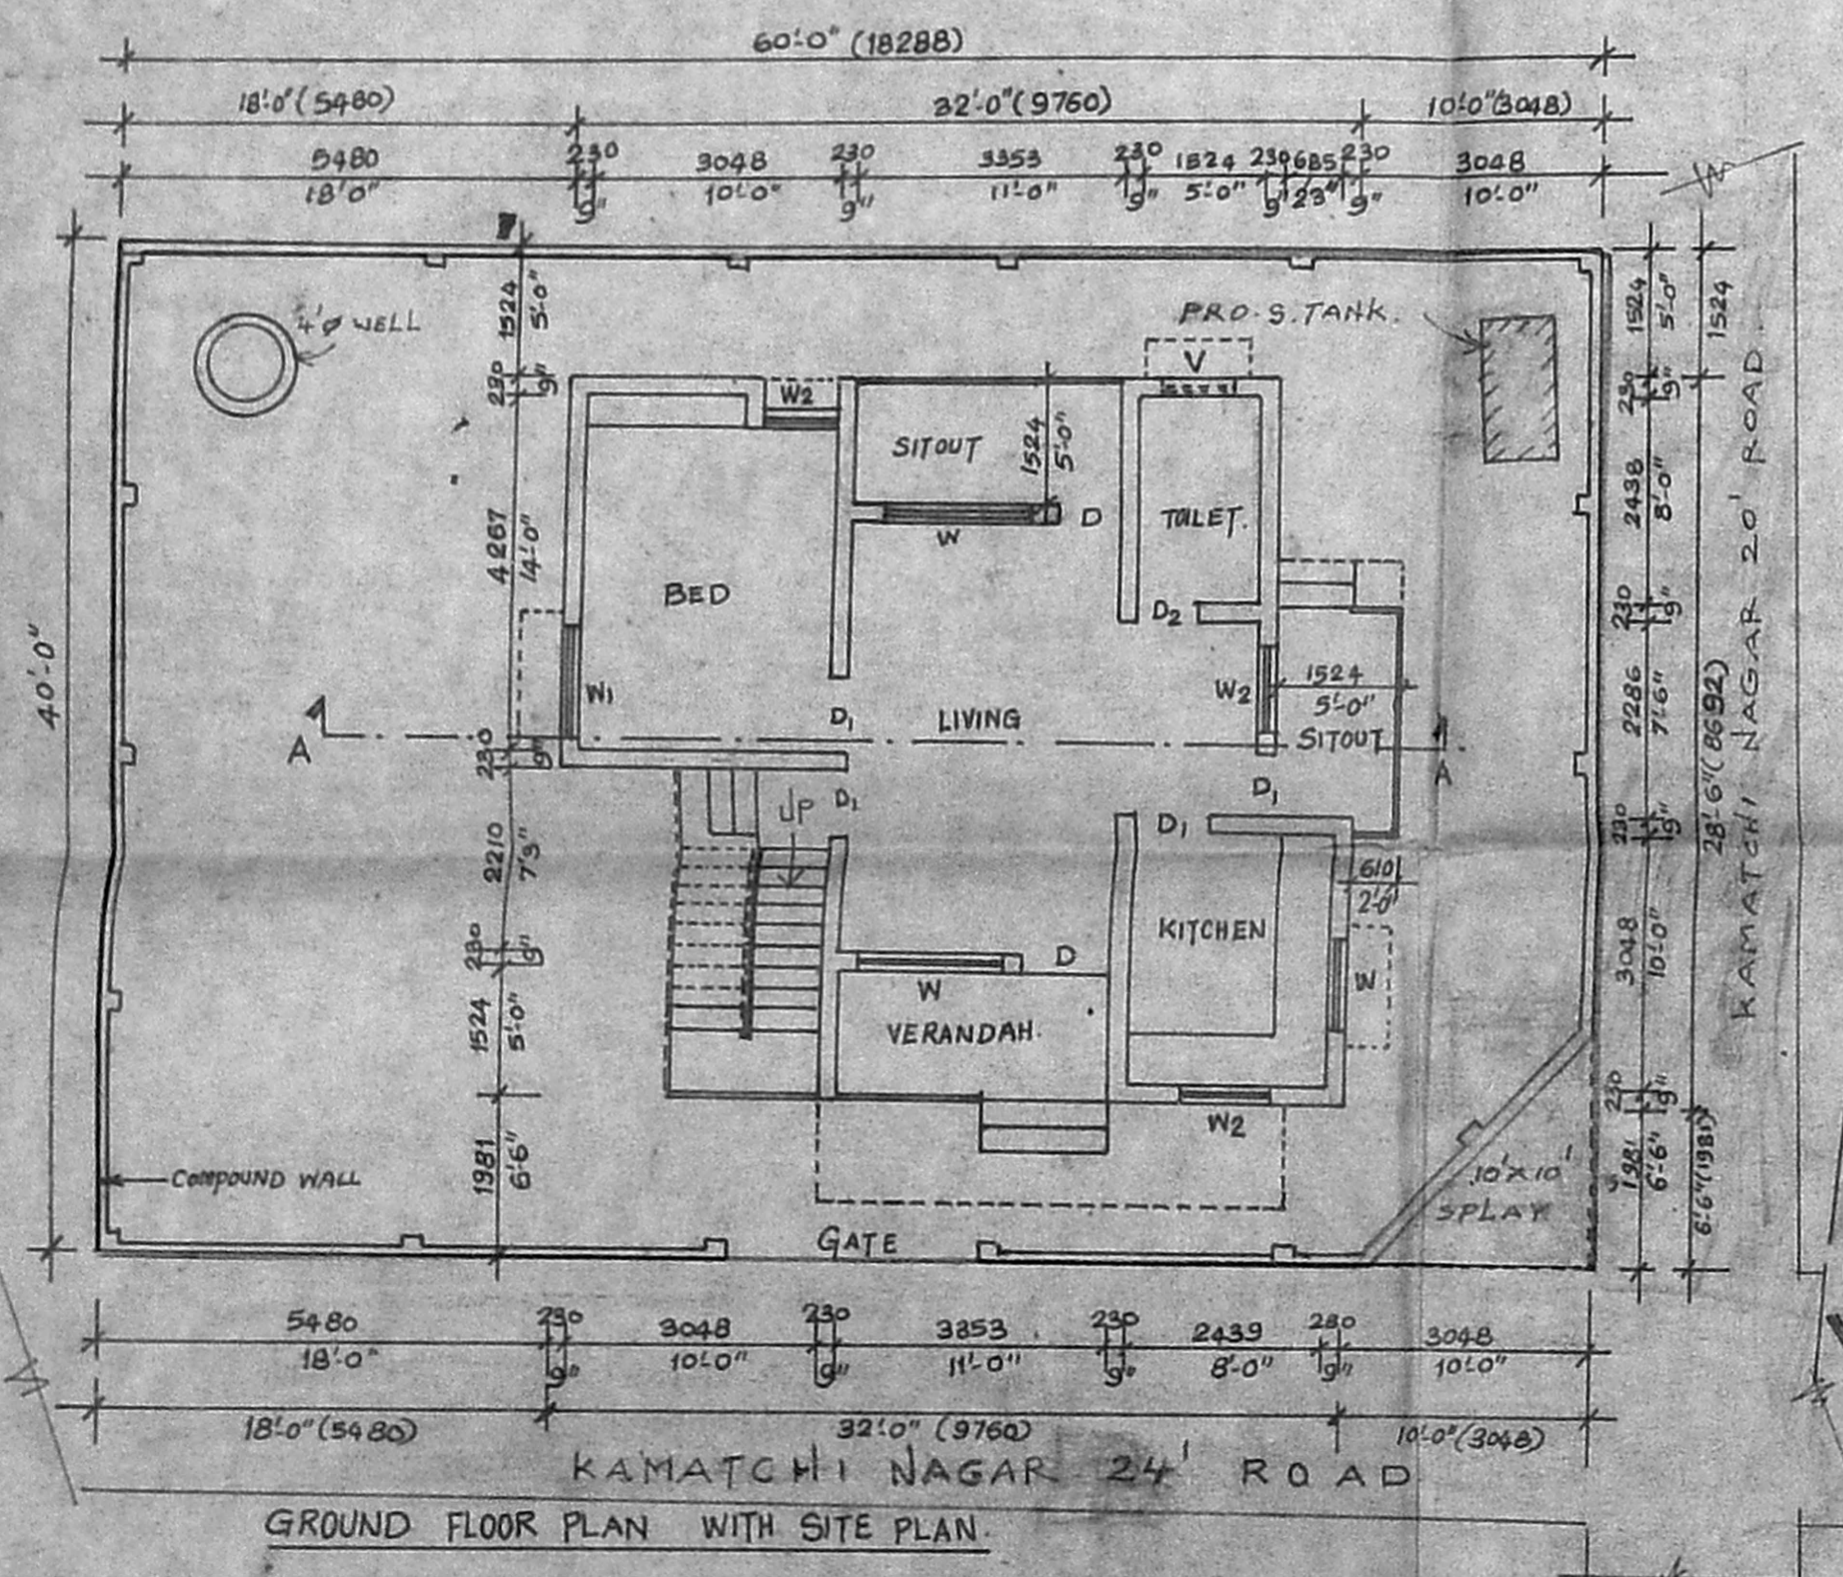 60'-0" (18288)
18'-0" (5480) 32'-0" (9760) 10'-0" (3048)
5480 230 3048 230 3353 230 1524 230 685 230 3048
18'-0" 9" 10'-0" 9" 11'-0" 9" 5'-0" 9" 23" 9" 10'-0"
40'-0"
1524 5'-0"
230 9"
4267 14'-0"
230 9"
2210 7'3"
230 9"
1524 5'-0"
1981 6'-6"
4'Ø WELL
PRO. S. TANK.
V
W2
SITOUT
1524 5'-0"
TOILET.
W
D
BED
D2
W1
D1
LIVING
W2
1524
5'-0"
SITOUT
A
A
UP
D1
D1
D1
610
2'-0"
KITCHEN
D
W
W
VERANDAH.
W2
COMPOUND WALL
10' X 10'
SPLAY
GATE
1524 5'-0"
230 9"
2438 8'-0"
230 9"
2286 7'-6"
230 9"
3048 10'-0"
230 9"
1981 6'-6"
1524
28'-6" (8692)
6'-6" (1981)
KAMATCHI NAGAR 20' ROAD
5480 230 3048 230 3353 230 2439 230 3048
18'-0" 9" 10'-0" 9" 11'-0" 9" 8'-0" 9" 10'-0"
18'-0" (5480) 32'-0" (9760) 10'-0" (3048)
KAMATCHI NAGAR 24' ROAD
GROUND FLOOR PLAN WITH SITE PLAN.